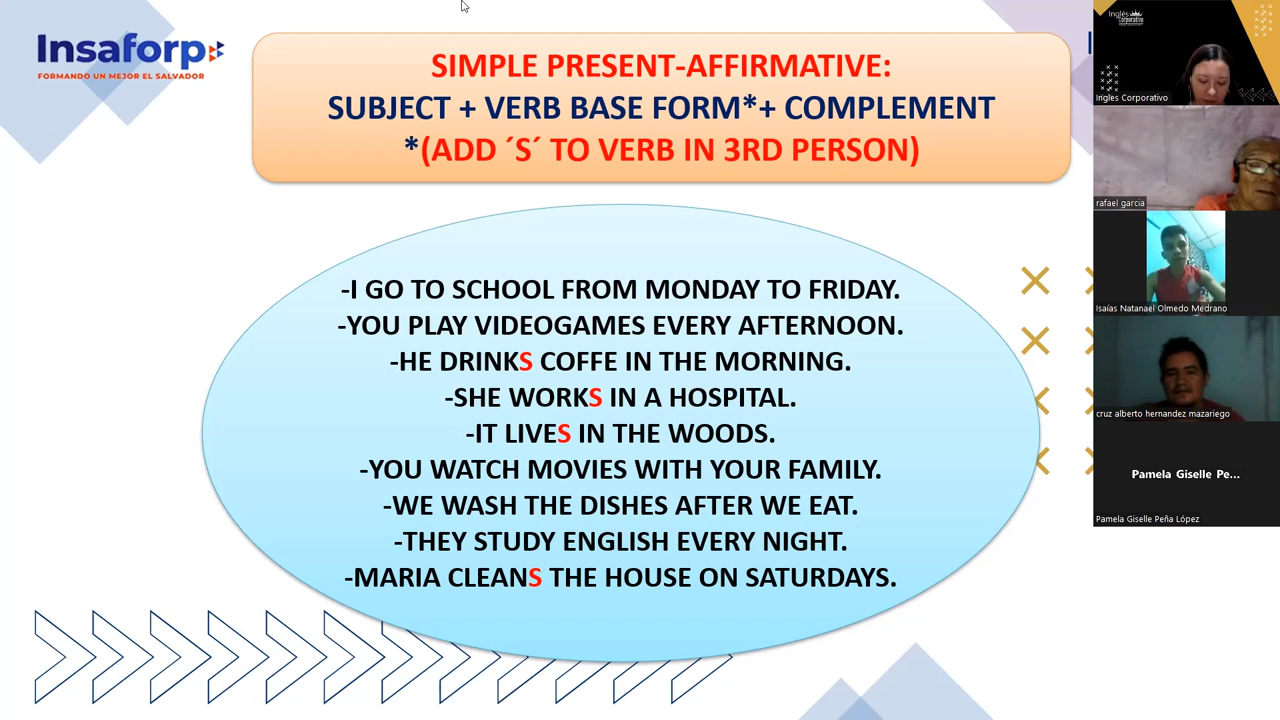 Insaforp
FORMANDO UN MEJOR EL SALVADOR
SIMPLE PRESENT-AFFIRMATIVE:
SUBJECT + VERB BASE FORM*+ COMPLEMENT
*(ADD ´S´ TO VERB IN 3RD PERSON)
-I GO TO SCHOOL FROM MONDAY TO FRIDAY.
-YOU PLAY VIDEOGAMES EVERY AFTERNOON.
-HE DRINKS COFFE IN THE MORNING.
-SHE WORKS IN A HOSPITAL.
-IT LIVES IN THE WOODS.
-YOU WATCH MOVIES WITH YOUR FAMILY.
-WE WASH THE DISHES AFTER WE EAT.
-THEY STUDY ENGLISH EVERY NIGHT.
-MARIA CLEANS THE HOUSE ON SATURDAYS.
Inglés
Corporativo
Ingles Corporativo
rafael garcia
Isaías Natanael Olmedo Medrano
cruz alberto hernandez mazariego
Pamela Giselle Pe...
Pamela Giselle Peña López